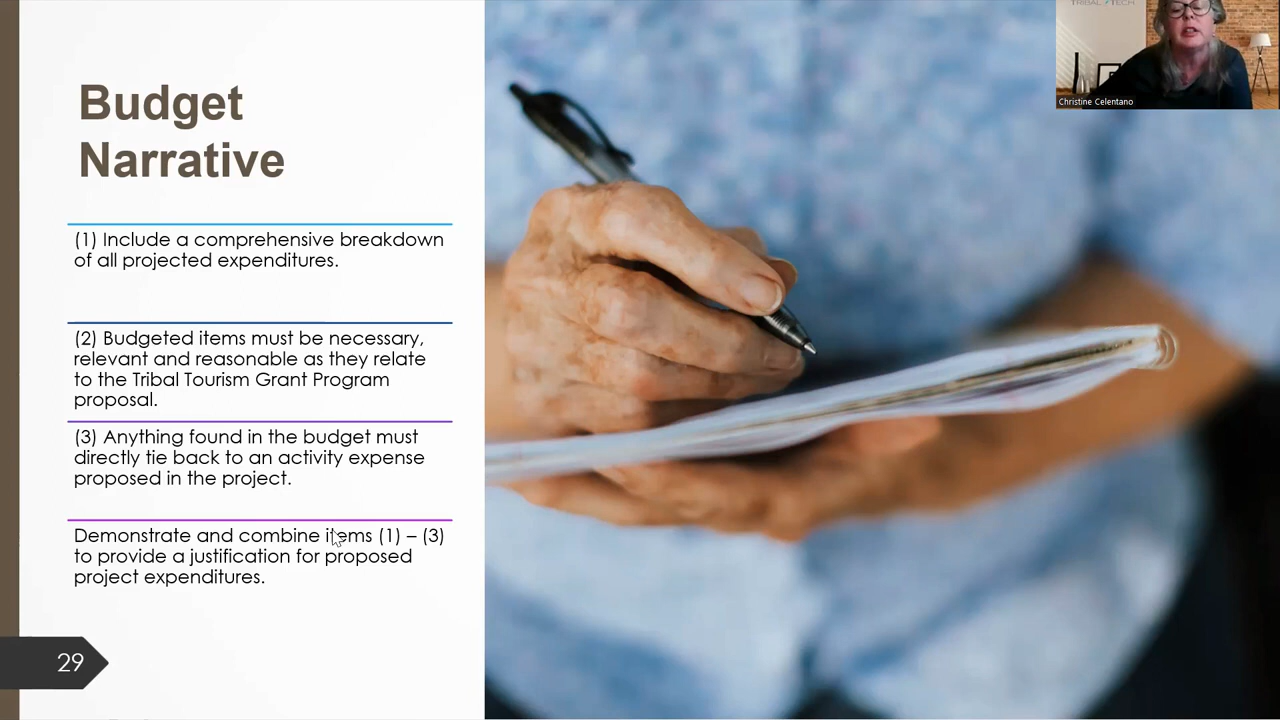 TRIBAL TECH
Christine Celentano
Budget
Narrative
(1) Include a comprehensive breakdown
of all projected expenditures.
(2) Budgeted items must be necessary,
relevant and reasonable as they relate
to the Tribal Tourism Grant Program
proposal.
(3) Anything found in the budget must
directly tie back to an activity expense
proposed in the project.
Demonstrate and combine items (1) – (3)
to provide a justification for proposed
project expenditures.
29